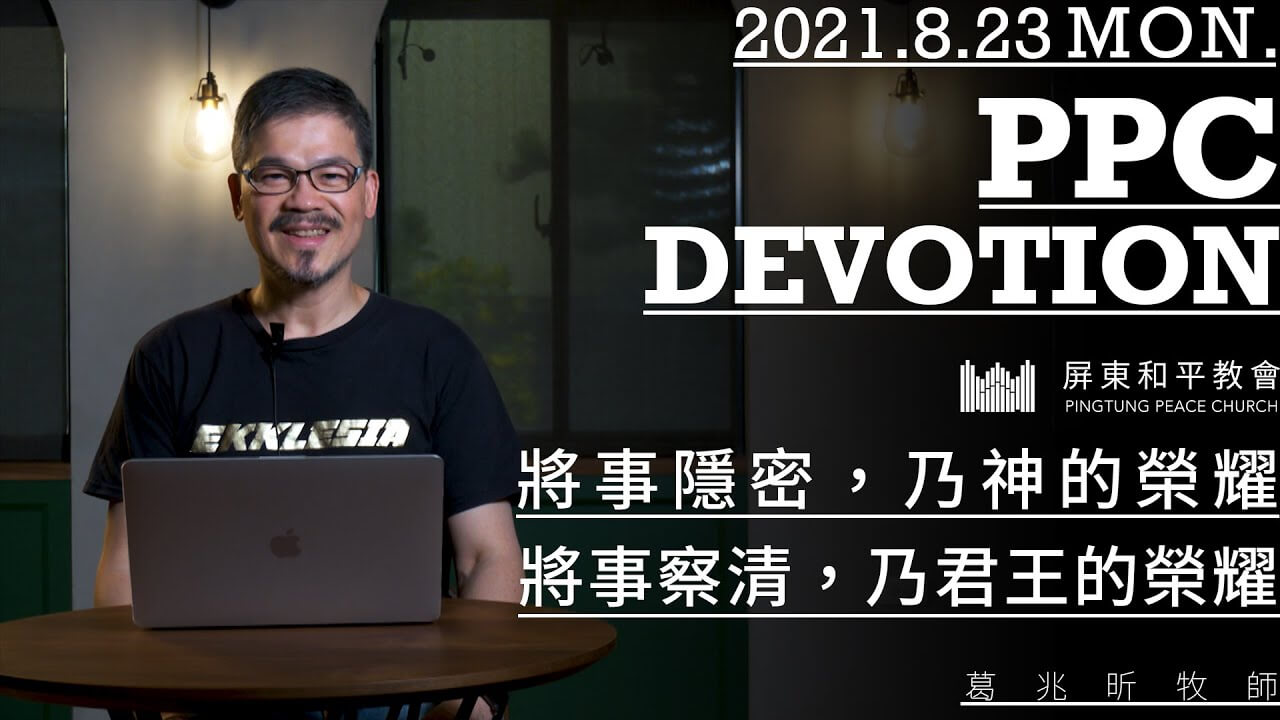 2021.8.23 MON.
PPC
DEVOTION
屏東和平教會
PINGTUNG PEACE CHURCH
EKKLESIA
將事隱密，乃神的榮耀
將事察清，乃君王的榮耀
葛兆昕牧師